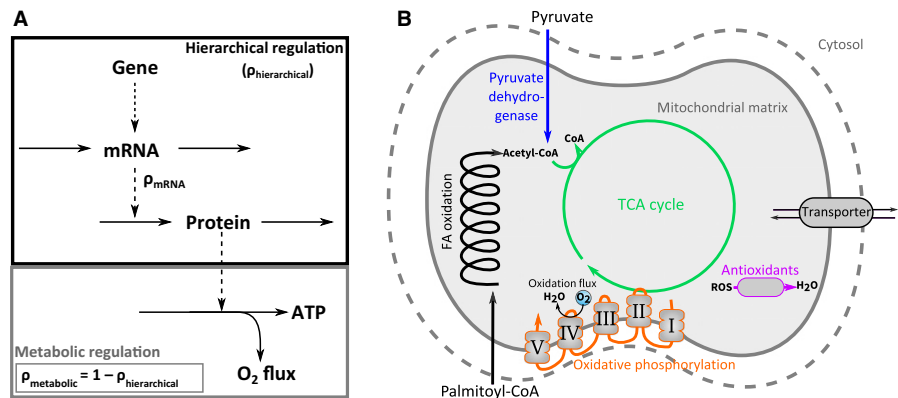 A
Hierarchical regulation
(ρhierarchical)
Gene
mRNA
ρmRNA
Protein
ATP
Metabolic regulation
ρmetabolic = 1 − ρhierarchical
O2 flux
B
Pyruvate
Cytosol
Pyruvate
dehydro-
genase
Mitochondrial matrix
CoA
Acetyl-CoA
FA oxidation
TCA cycle
Transporter
Antioxidants
ROS
H2O
Oxidation flux
H2O
O2
V
IV
III
II
I
Oxidative phosphorylation
Palmitoyl-CoA